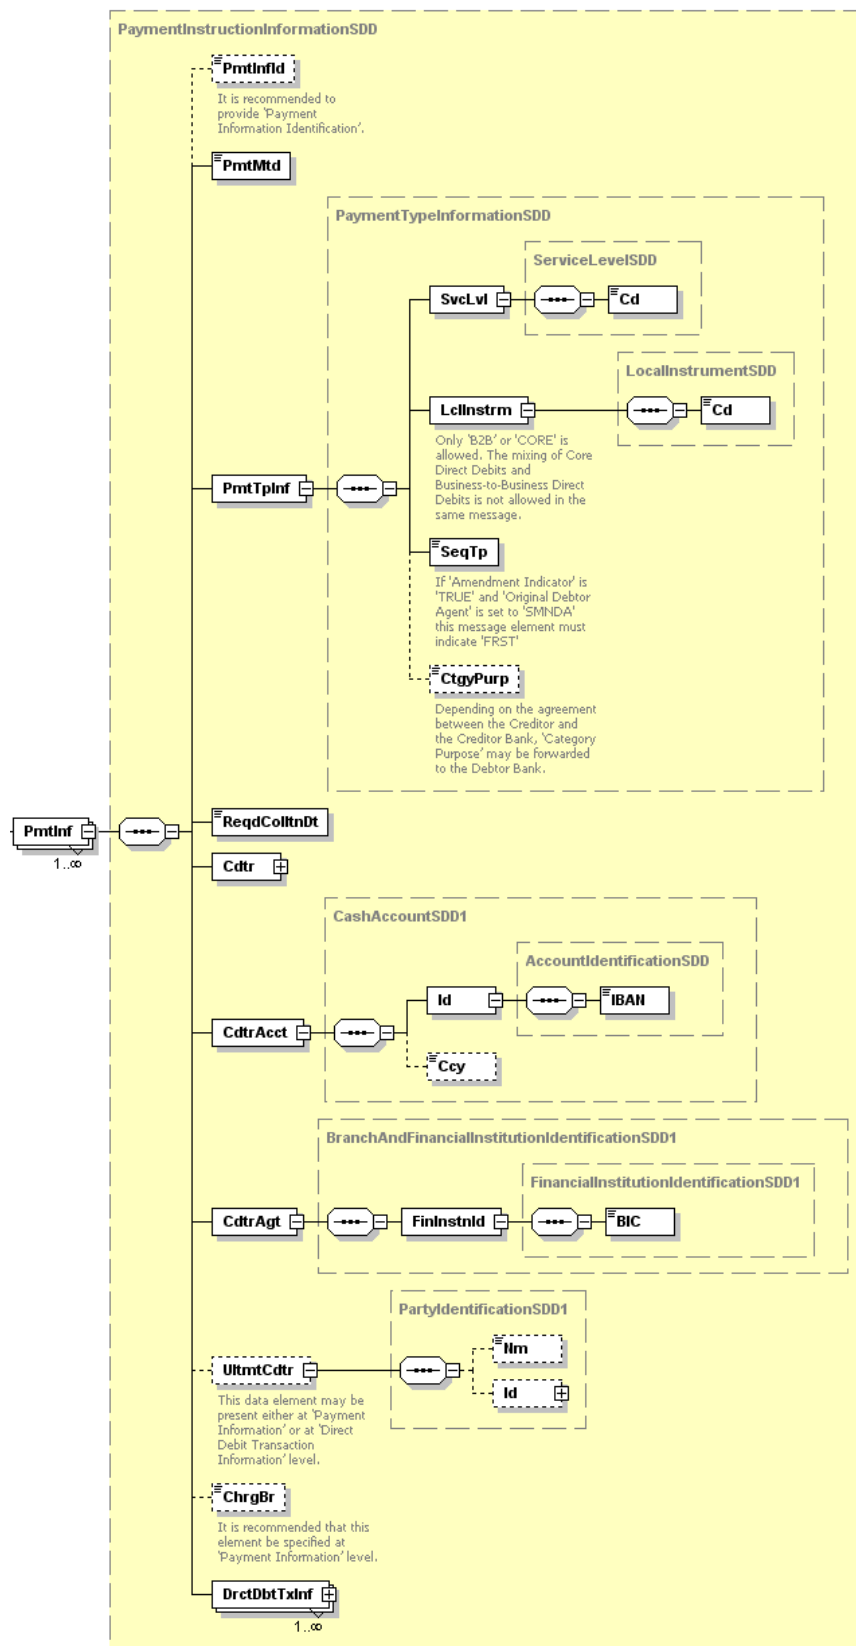 PaymentInstructionInformationSDD
PmtInfId
It is recommended to
provide 'Payment
Information Identification'.
PmtMtd
PaymentTypeInformationSDD
ServiceLevelSDD
SvcLvl
Cd
LocalInstrumentSDD
LclInstrm
Cd
Only 'B2B' or 'CORE' is
allowed. The mixing of Core
Direct Debits and
Business-to-Business Direct
Debits is not allowed in the
same message.
PmtTpInf
SeqTp
If 'Amendment Indicator' is
'TRUE' and 'Original Debtor
Agent' is set to 'SMNDA'
this message element must
indicate 'FRST'
CtgyPurp
Depending on the agreement
between the Creditor and
the Creditor Bank, 'Category
Purpose' may be forwarded
to the Debtor Bank.
PmtInf
1..∞
ReqdColltnDt
Cdtr
CashAccountSDD1
AccountIdentificationSDD
Id
IBAN
CdtrAcct
Ccy
BranchAndFinancialInstitutionIdentificationSDD1
FinancialInstitutionIdentificationSDD1
CdtrAgt
FinInstnId
BIC
PartyIdentificationSDD1
Nm
UltmtCdtr
Id
This data element may be
present either at 'Payment
Information' or at 'Direct
Debit Transaction
Information' level.
ChrgBr
It is recommended that this
element be specified at
'Payment Information' level.
DrctDbtTxInf
1..∞